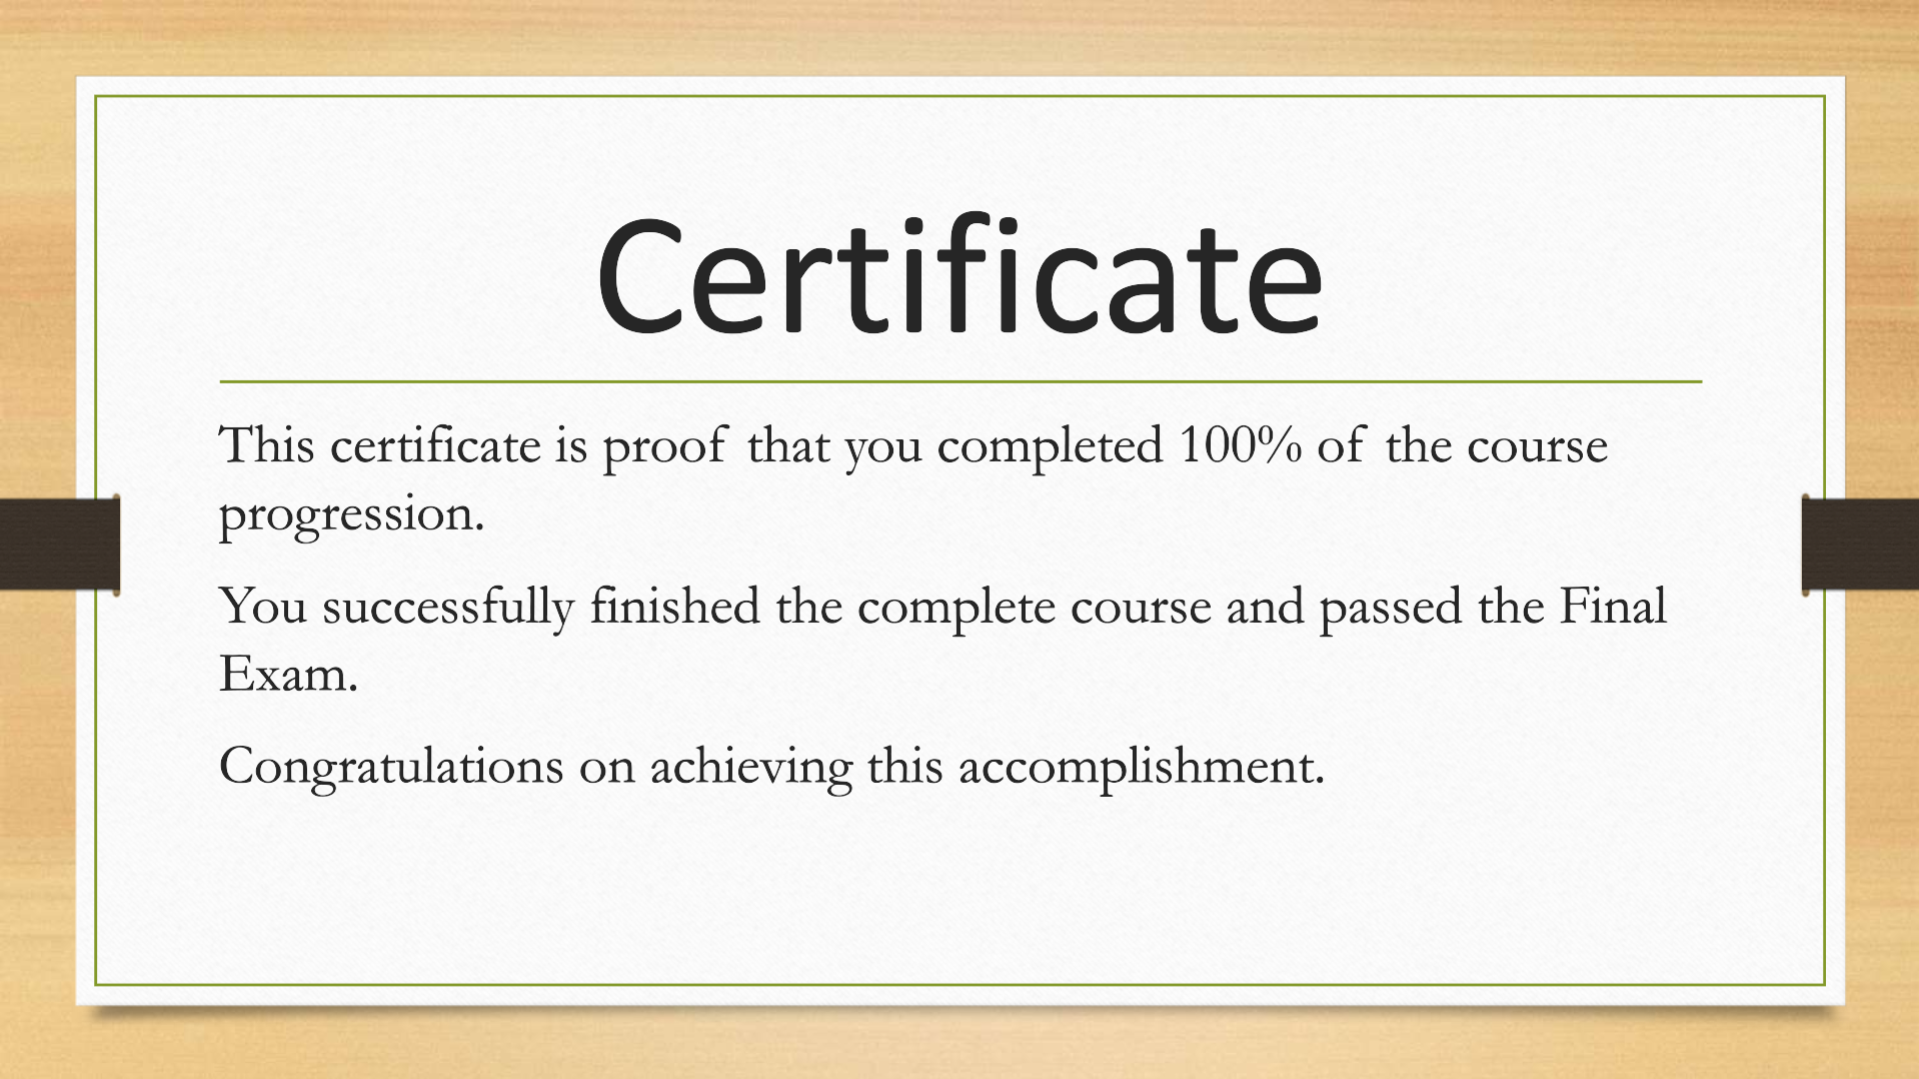 Certificate
This certificate is proof that you completed 100% of the course
progression.
You successfully finished the complete course and passed the Final
Exam.
Congratulations on achieving this accomplishment.